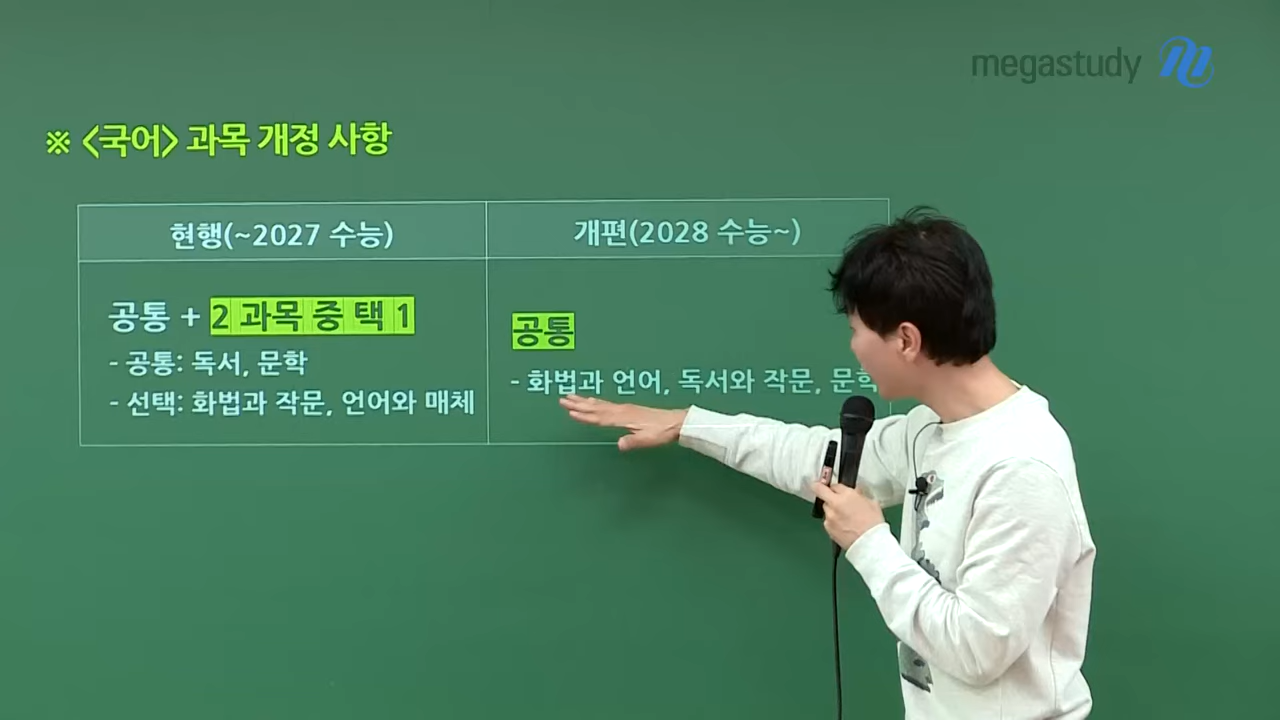 megastudy
※ <국어> 과목 개정 사항
현행(~2027 수능)
개편(2028 수능~)
공통 + 2 과목 중 택 1
- 공통: 독서, 문학
- 선택: 화법과 작문, 언어와 매체
공통
- 화법과 언어, 독서와 작문, 문학